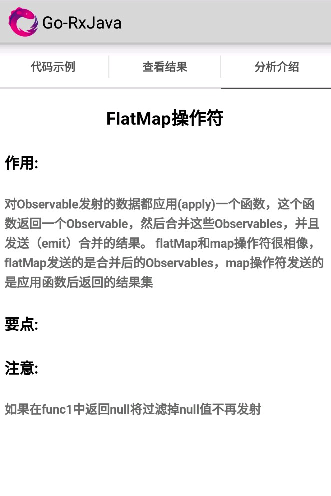 Go-RxJava
代码示例
查看结果
分析介绍
FlatMap操作符
作用:
对Observable发射的数据都应用(apply)一个函数，这个函
数返回一个Observable，然后合并这些Observables，并且
发送（emit）合并的结果。 flatMap和map操作符很相像，
flatMap发送的是合并后的Observables，map操作符发送的
是应用函数后返回的结果集
要点:
注意:
如果在func1中返回null将过滤掉null值不再发射